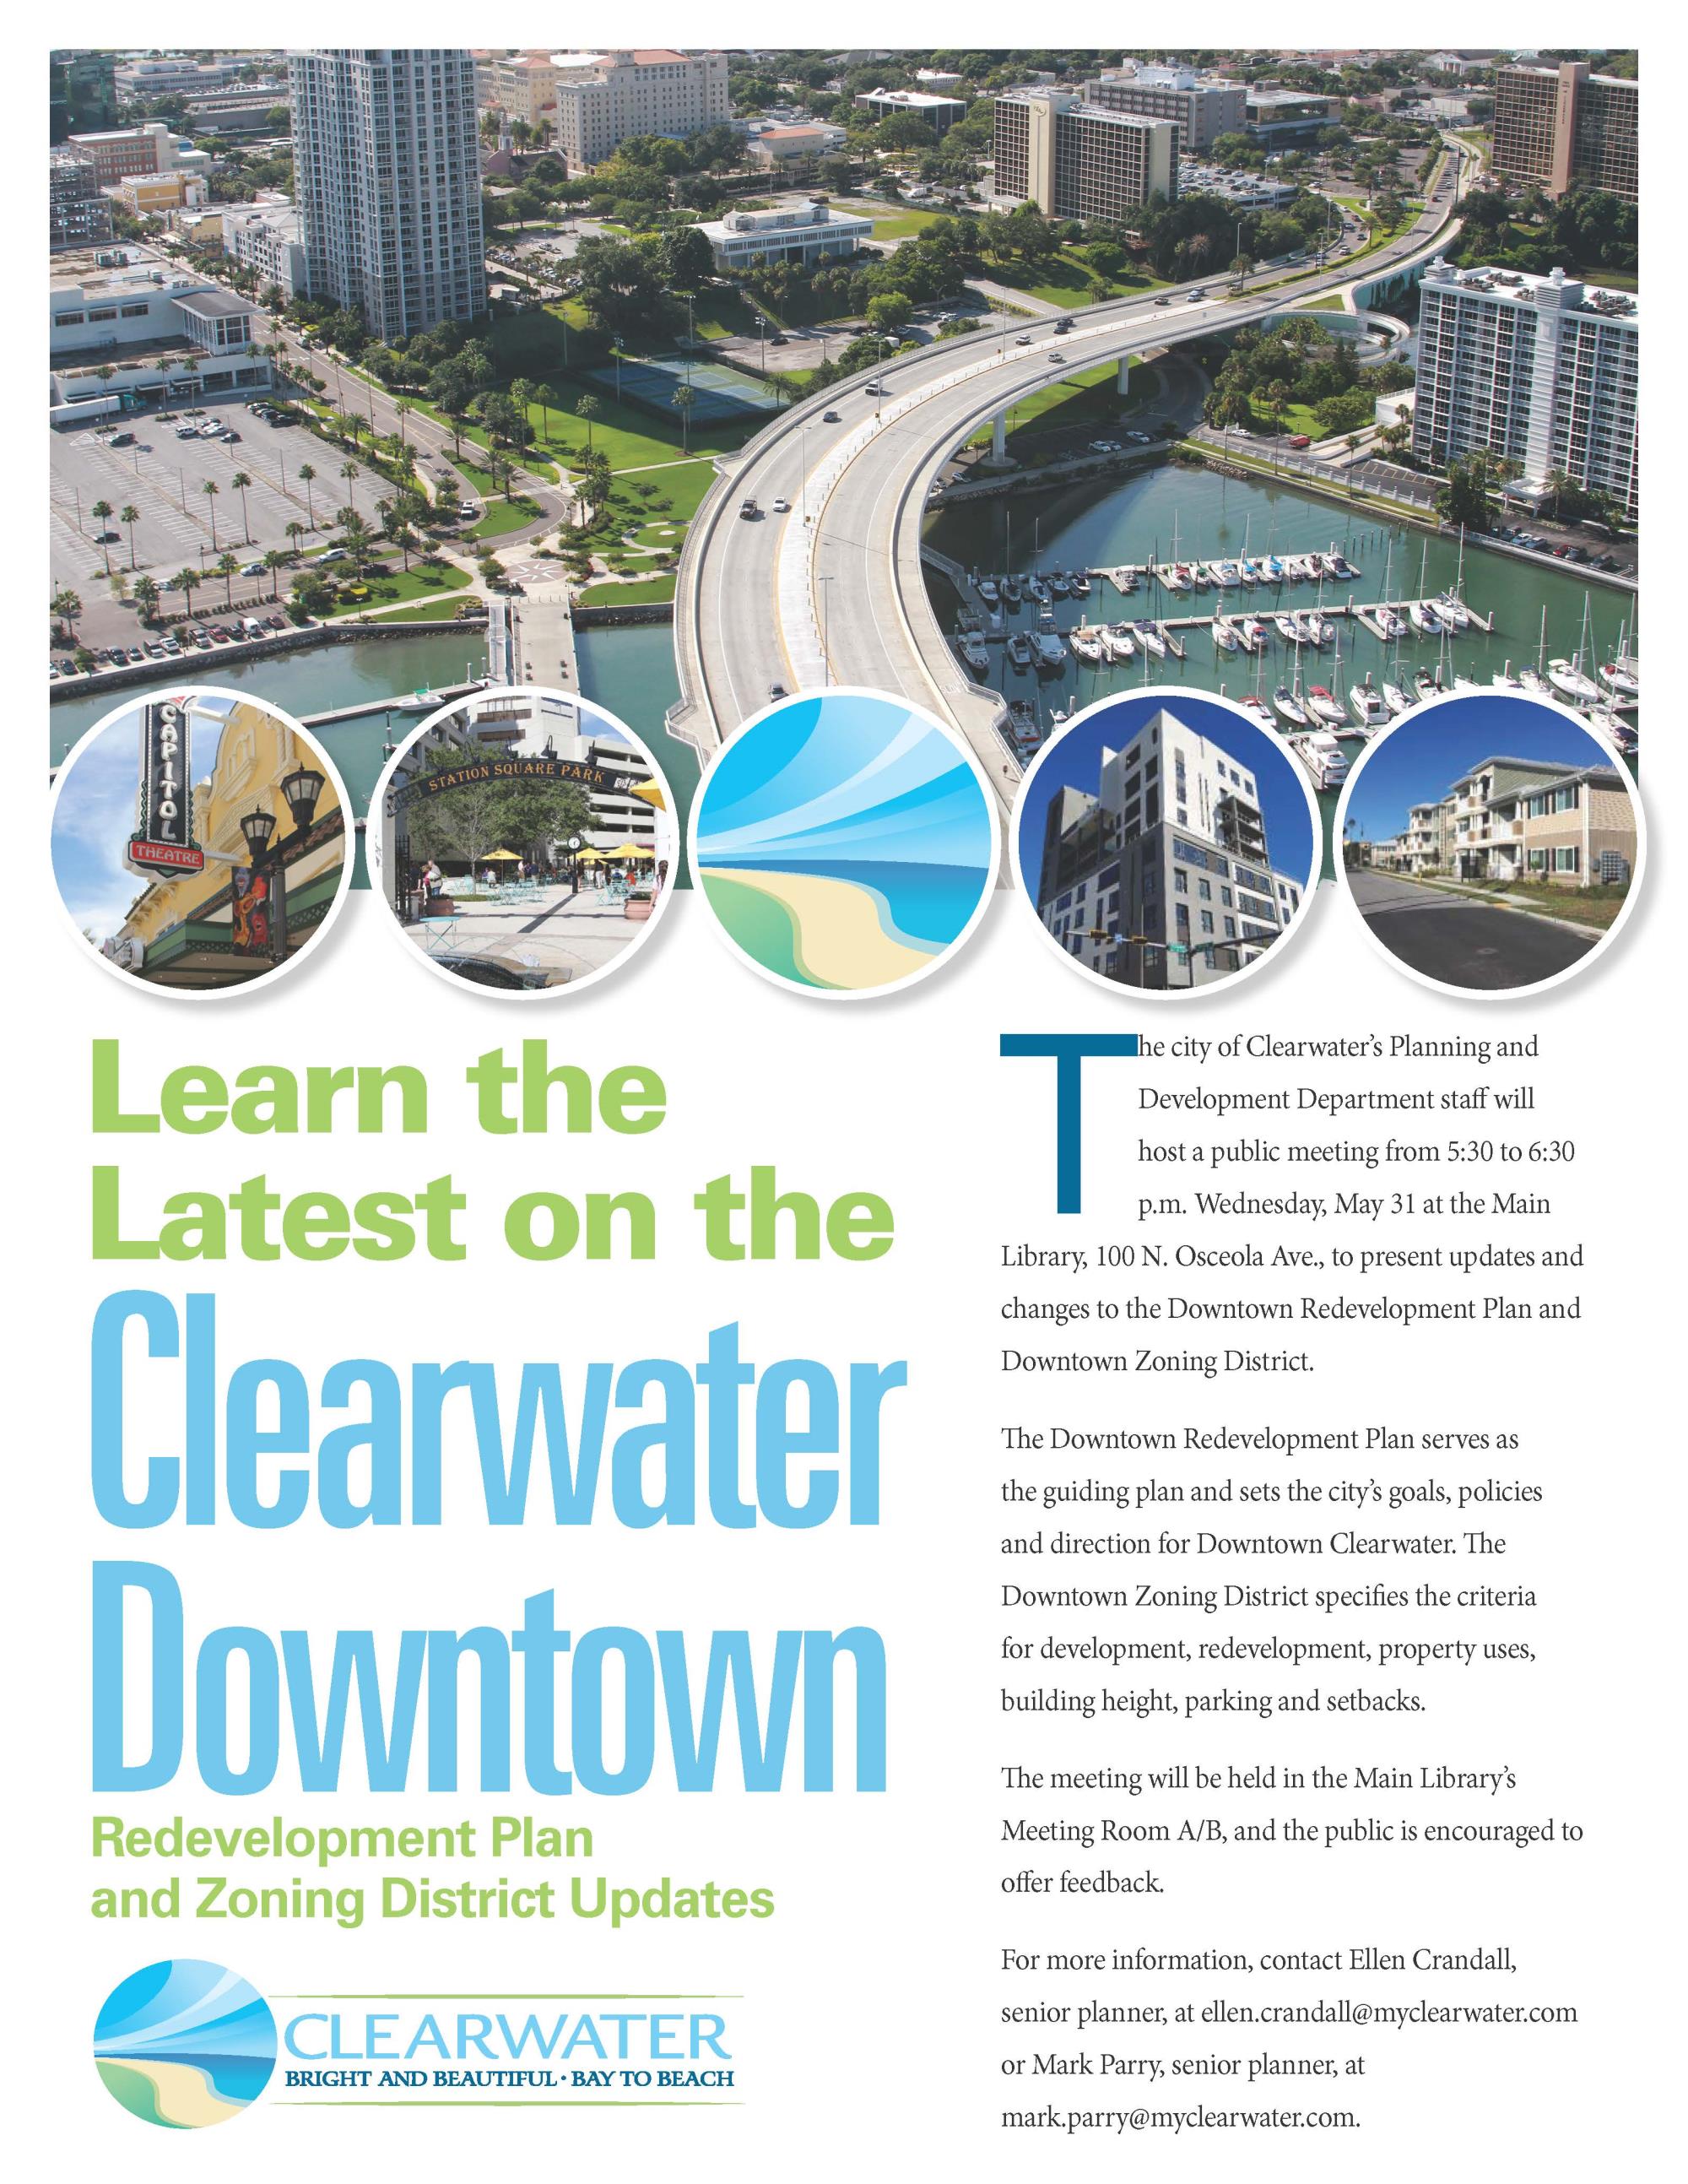 CAPITOL
THEATRE
STATION SQUARE PARK
Learn the
Latest on the
Clearwater
Downtown
Redevelopment Plan
and Zoning District Updates
CLEARWATER
BRIGHT AND BEAUTIFUL • BAY TO BEACH
The city of Clearwater’s Planning and
Development Department staff will
host a public meeting from 5:30 to 6:30
p.m. Wednesday, May 31 at the Main
Library, 100 N. Osceola Ave., to present updates and
changes to the Downtown Redevelopment Plan and
Downtown Zoning District.
The Downtown Redevelopment Plan serves as
the guiding plan and sets the city’s goals, policies
and direction for Downtown Clearwater. The
Downtown Zoning District specifies the criteria
for development, redevelopment, property uses,
building height, parking and setbacks.
The meeting will be held in the Main Library’s
Meeting Room A/B, and the public is encouraged to
offer feedback.
For more information, contact Ellen Crandall,
senior planner, at ellen.crandall@myclearwater.com
or Mark Parry, senior planner, at
mark.parry@myclearwater.com.